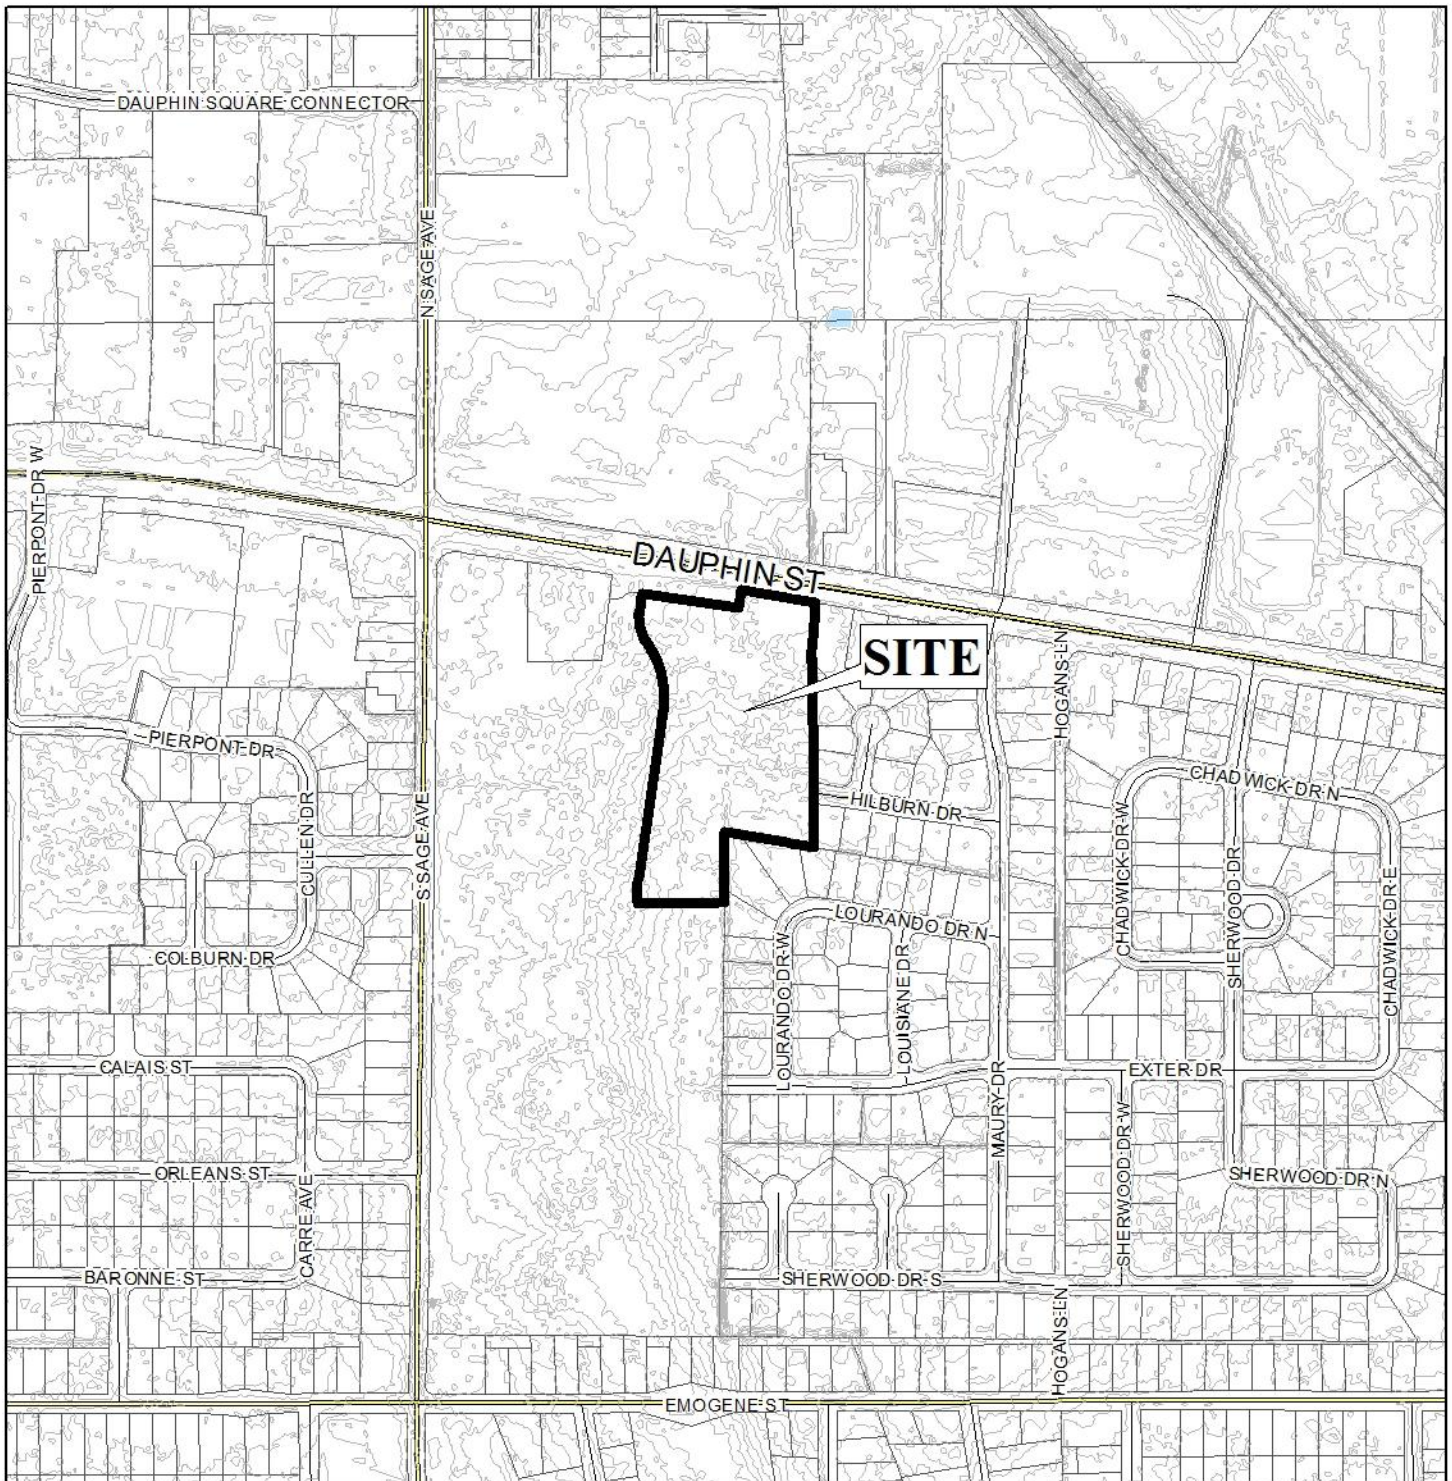 DAUPHIN SQUARE CONNECTOR
N SAGE AVE
PIERPONT DR W
DAUPHIN ST
SITE
HOGANS LN
PIERPONT DR
CHADWICK DR N
HILBURN DR
CULLEN DR
S SAGE AVE
CHADWICK DR W
SHERWOOD DR
CHADWICK DR E
LOURANDO DR N
COLBURN DR
LOURANDO DR W
LOUISIANE DR
CALAIS ST
EXTER DR
MAURY DR
SHERWOOD DR W
ORLEANS ST
SHERWOOD DR N
CARRE AVE
BARONNE ST
SHERWOOD DR S
HOGANS LN
EMOGENE ST